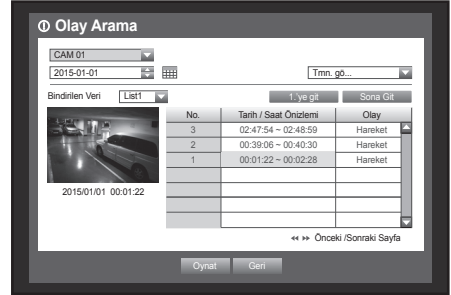 Olay Arama
CAM 01
2015-01-01
Tmn. gö...
Bindirilen Veri List1 1.'ye git Sona Git
No. Tarih / Saat Önizlemi Olay
3 02:47:54 ~ 02:48:59 Hareket
2 00:39:06 ~ 00:40:30 Hareket
1 00:01:22 ~ 00:02:28 Hareket
2015/01/01 00:01:22
Önceki /Sonraki Sayfa
Oynat Geri